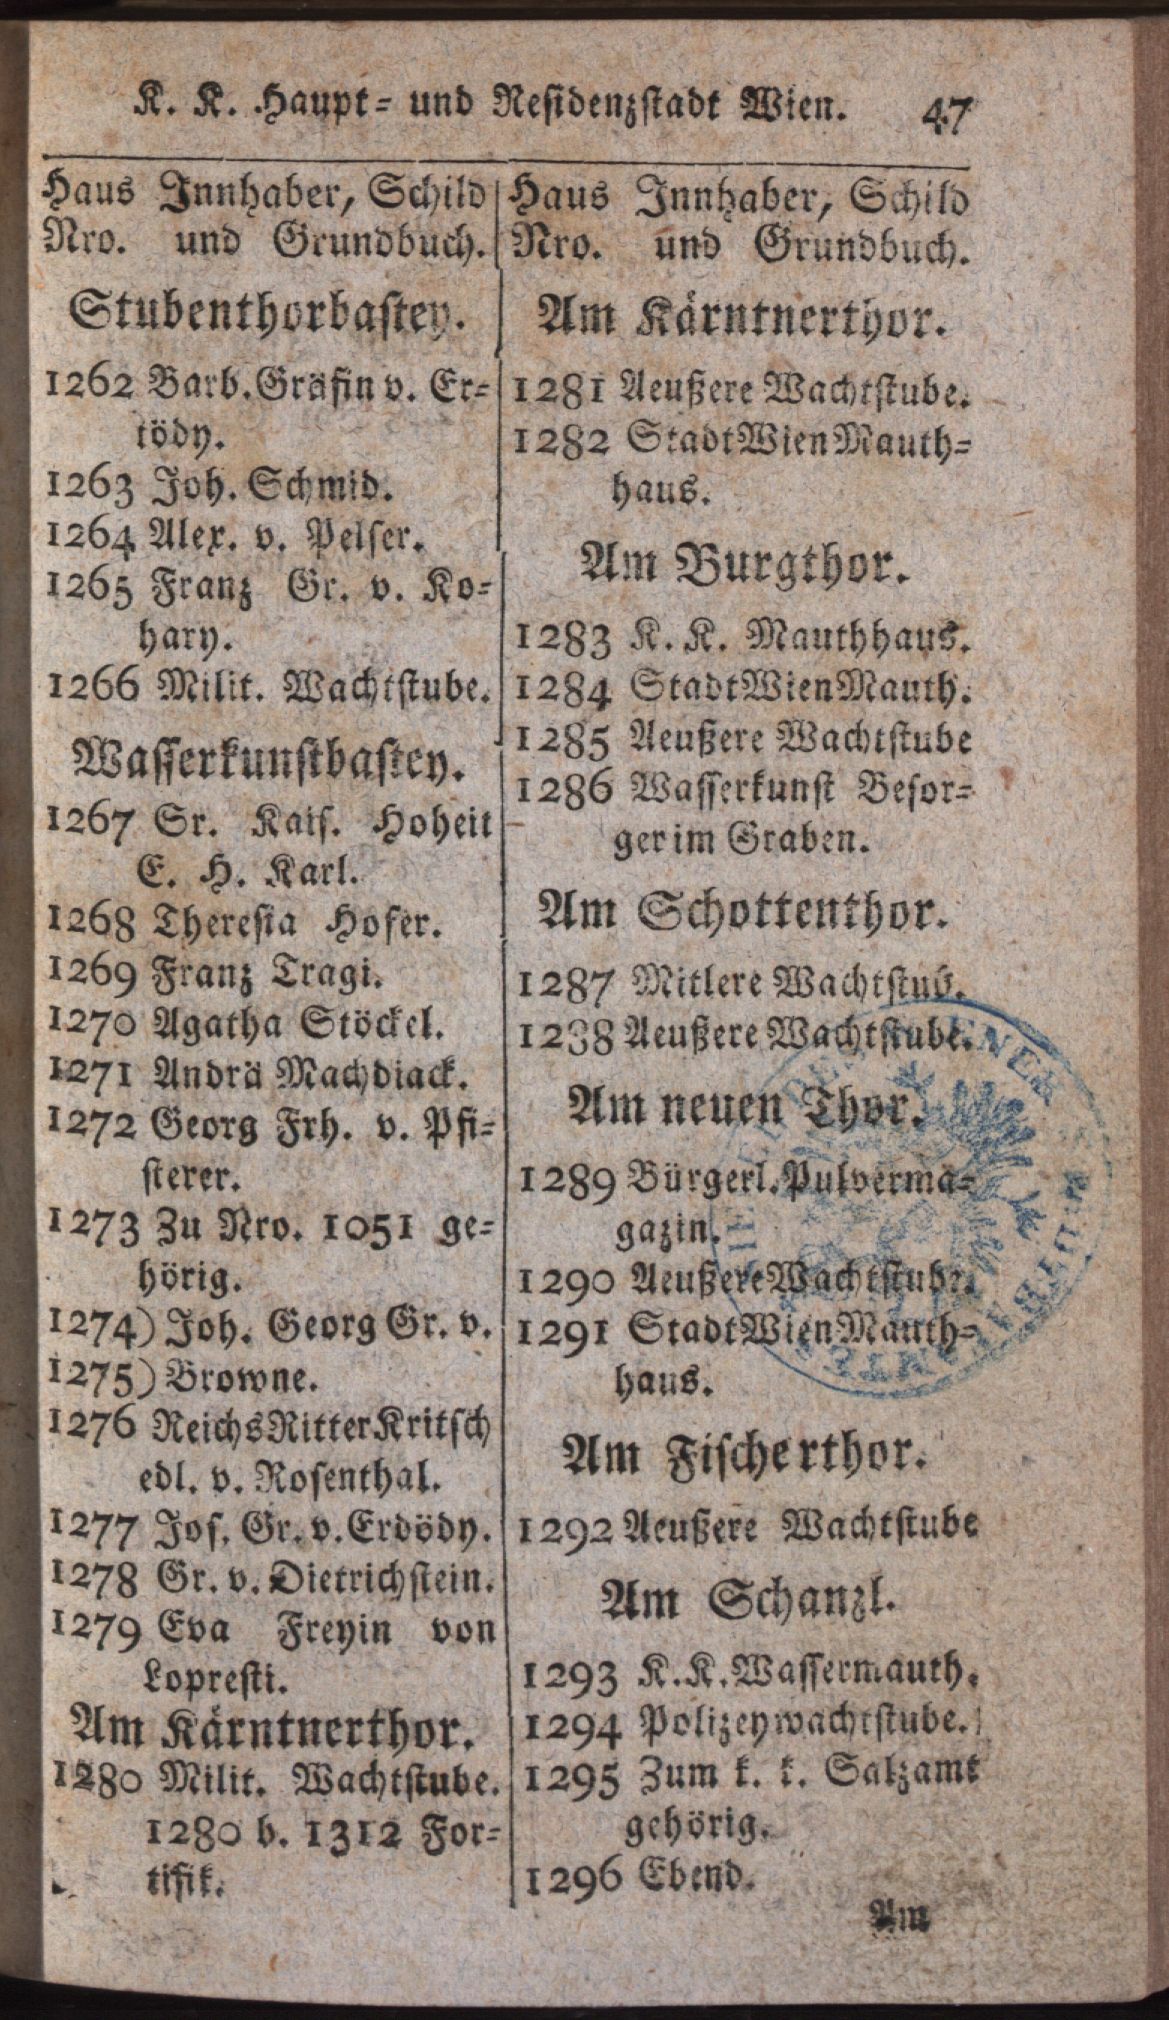 K. K. Haupt- und Residenzstadt Wien. 47
Haus Innhaber, Schild
Nro. und Grundbuch.
Stubenthorbastey.
1262 Barb. Gräfin v. Er-
tödy.
1263 Joh. Schmid.
1264 Alex. v. Pelser.
1265 Franz Gr. v. Ko-
hary.
1266 Milit. Wachtstube.
Wasserkunstbastey.
1267 Sr. Kais. Hoheit
E. H. Karl.
1268 Theresia Hofer.
1269 Franz Tragi.
1270 Agatha Stöckel.
1271 Andrä Machdiack.
1272 Georg Frh. v. Pfi-
sterer.
1273 Zu Nro. 1051 ge-
hörig.
1274) Joh. Georg Gr. v.
1275) Browne.
1276 ReichsRitter Kritsch
edl. v. Rosenthal.
1277 Jos. Gr. v. Erdödy.
1278 Gr. v. Dietrichstein.
1279 Eva Freyin von
Lopresti.
Am Kärntnerthor.
1280 Milit. Wachtstube.
1280 b. 1312 For-
tifik.
Haus Innhaber, Schild
Nro. und Grundbuch.
Am Kärntnerthor.
1281 Aeußere Wachtstube.
1282 Stadt Wien Mauth-
haus.
Am Burgthor.
1283 K. K. Mauthhaus.
1284 Stadt Wien Mauth.
1285 Aeußere Wachtstube
1286 Wasserkunst Besor-
ger im Graben.
Am Schottenthor.
1287 Mitlere Wachtstub.
1288 Aeußere Wachtstube.
Am neuen Thor.
1289 Bürgerl. Pulverma-
gazin.
1290 Aeußere Wachtstube.
1291 Stadt Wien Mauth-
haus.
Am Fischerthor.
1292 Aeußere Wachtstube
Am Schanzl.
1293 K. K. Wassermauth.
1294 Polizeywachtstube.
1295 Zum k. k. Salzamt
gehörig.
1296 Ebend.
Am